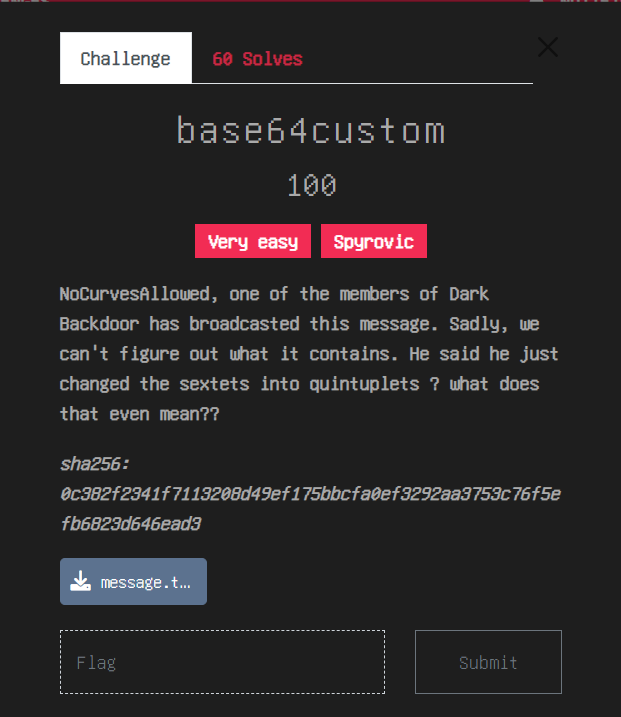 Challenge
60 Solves
base64custom
100
Very easy
Spyrovic
NoCurvesAllowed, one of the members of Dark
Backdoor has broadcasted this message. Sadly, we
can't figure out what it contains. He said he just
changed the sextets into quintuplets ? what does
that even mean??
sha256:
0c382f2341f7113208d49ef175bbcfa0ef3292aa3753c76f5e
fb6823d646ead3
message.t…
Flag
Submit